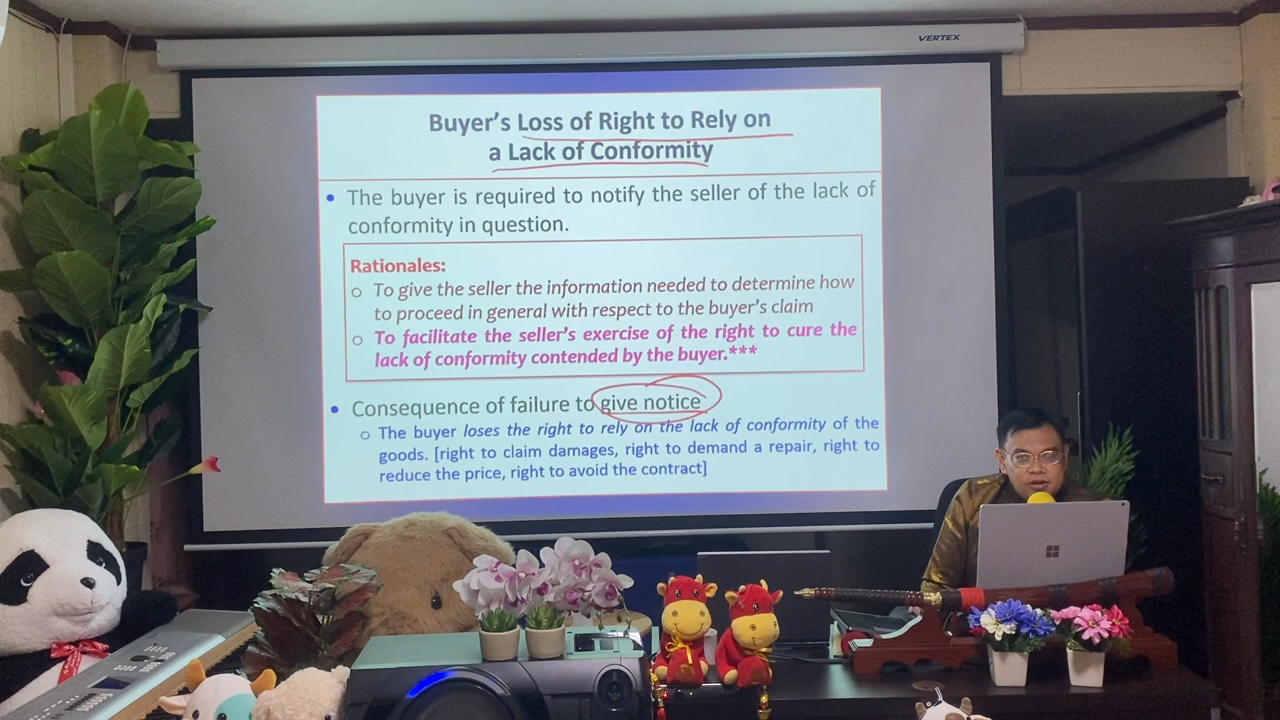 VERTEX
Buyer's Loss of Right to Rely on
a Lack of Conformity
• The buyer is required to notify the seller of the lack of
conformity in question.
Rationales:
o To give the seller the information needed to determine how
to proceed in general with respect to the buyer's claim
o To facilitate the seller's exercise of the right to cure the
lack of conformity contended by the buyer.***
• Consequence of failure to give notice
o The buyer loses the right to rely on the lack of conformity of the
goods. [right to claim damages, right to demand a repair, right to
reduce the price, right to avoid the contract]